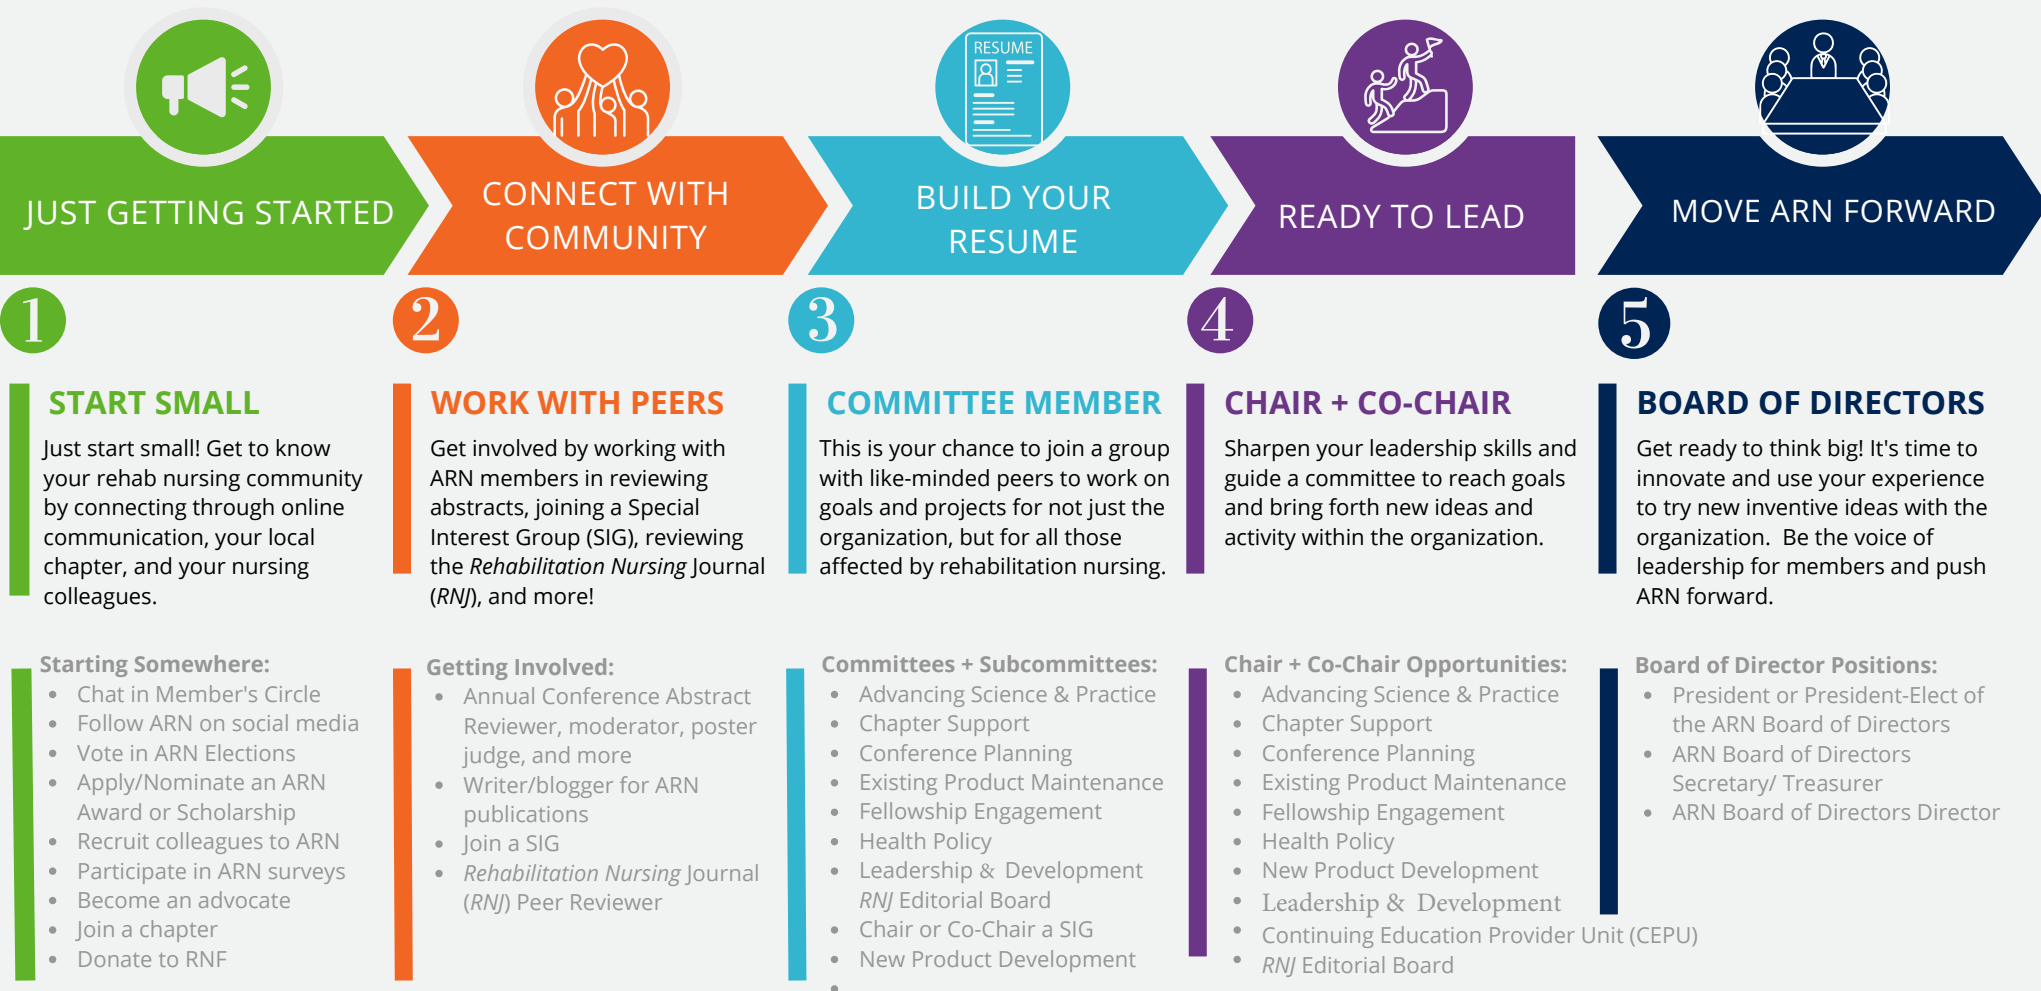 RESUME
JUST GETTING STARTED
CONNECT WITH
COMMUNITY
BUILD YOUR
RESUME
READY TO LEAD
MOVE ARN FORWARD
1
START SMALL
Just start small! Get to know
your rehab nursing community
by connecting through online
communication, your local
chapter, and your nursing
colleagues.
Starting Somewhere:
• Chat in Member's Circle
• Follow ARN on social media
• Vote in ARN Elections
• Apply/Nominate an ARN
Award or Scholarship
• Recruit colleagues to ARN
• Participate in ARN surveys
• Become an advocate
• Join a chapter
• Donate to RNF
2
WORK WITH PEERS
Get involved by working with
ARN members in reviewing
abstracts, joining a Special
Interest Group (SIG), reviewing
the Rehabilitation Nursing Journal
(RNJ), and more!
Getting Involved:
• Annual Conference Abstract
Reviewer, moderator, poster
judge, and more
• Writer/blogger for ARN
publications
• Join a SIG
• Rehabilitation Nursing Journal
(RNJ) Peer Reviewer
3
COMMITTEE MEMBER
This is your chance to join a group
with like-minded peers to work on
goals and projects for not just the
organization, but for all those
affected by rehabilitation nursing.
Committees + Subcommittees:
• Advancing Science & Practice
• Chapter Support
• Conference Planning
• Existing Product Maintenance
• Fellowship Engagement
• Health Policy
• Leadership & Development
RNJ Editorial Board
• Chair or Co-Chair a SIG
• New Product Development
•
4
CHAIR + CO-CHAIR
Sharpen your leadership skills and
guide a committee to reach goals
and bring forth new ideas and
activity within the organization.
Chair + Co-Chair Opportunities:
• Advancing Science & Practice
• Chapter Support
• Conference Planning
• Existing Product Maintenance
• Fellowship Engagement
• Health Policy
• New Product Development
• Leadership & Development
• Continuing Education Provider Unit (CEPU)
• RNJ Editorial Board
5
BOARD OF DIRECTORS
Get ready to think big! It's time to
innovate and use your experience
to try new inventive ideas with the
organization. Be the voice of
leadership for members and push
ARN forward.
Board of Director Positions:
• President or President-Elect of
the ARN Board of Directors
• ARN Board of Directors
Secretary/ Treasurer
• ARN Board of Directors Director